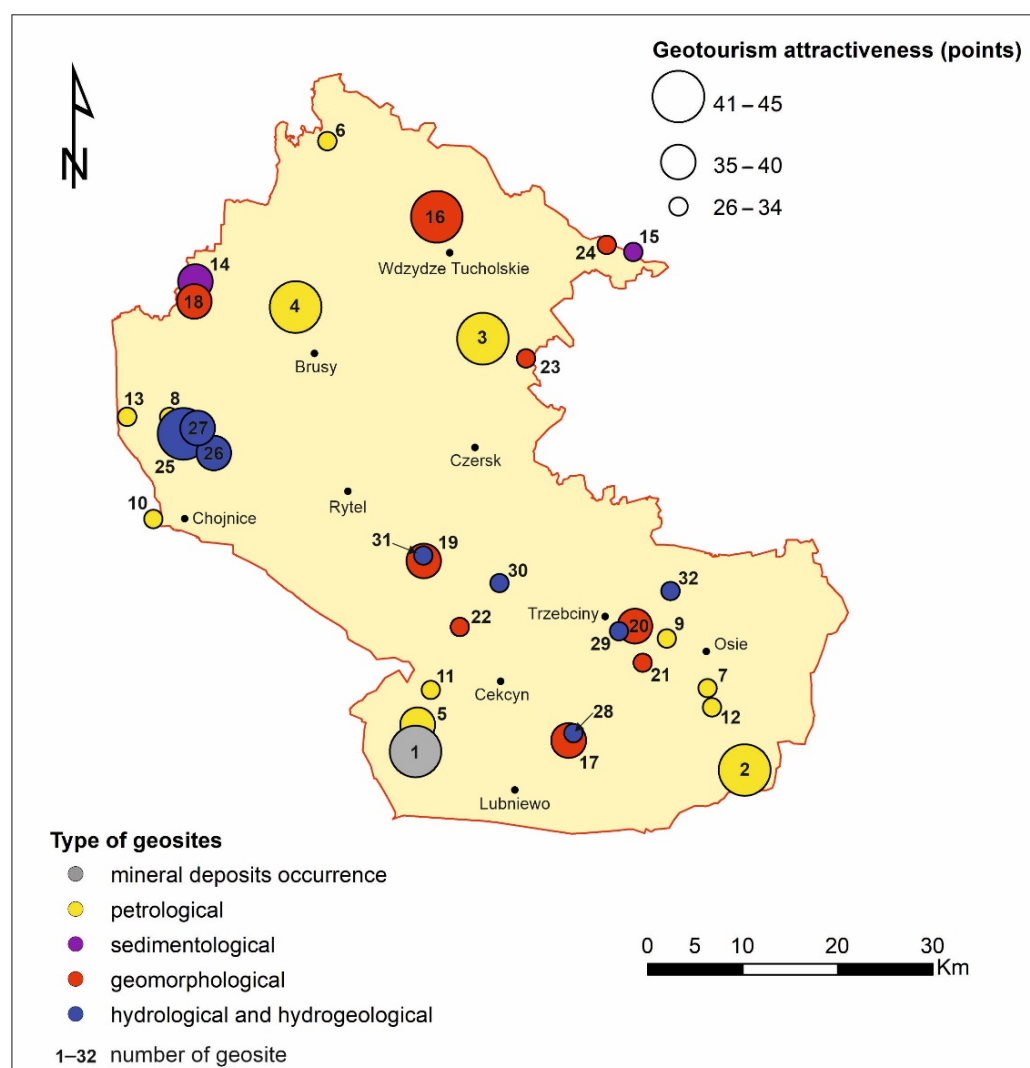 Geotourism attractiveness (points)
41 – 45
35 – 40
26 – 34
N
6
16
24
15
Wdzydze Tucholskie
14
18
4
3
Brusy
23
13
8
27
26
25
Czersk
10
Chojnice
Rytel
31
19
30
32
22
Trzebciny
20
9
29
Osie
21
11
Cekcyn
7
12
5
28
1
17
2
Lubniewo
Type of geosites
mineral deposits occurrence
petrological
sedimentological
geomorphological
hydrological and hydrogeological
1–32 number of geosite
0 5 10 20 30
Km